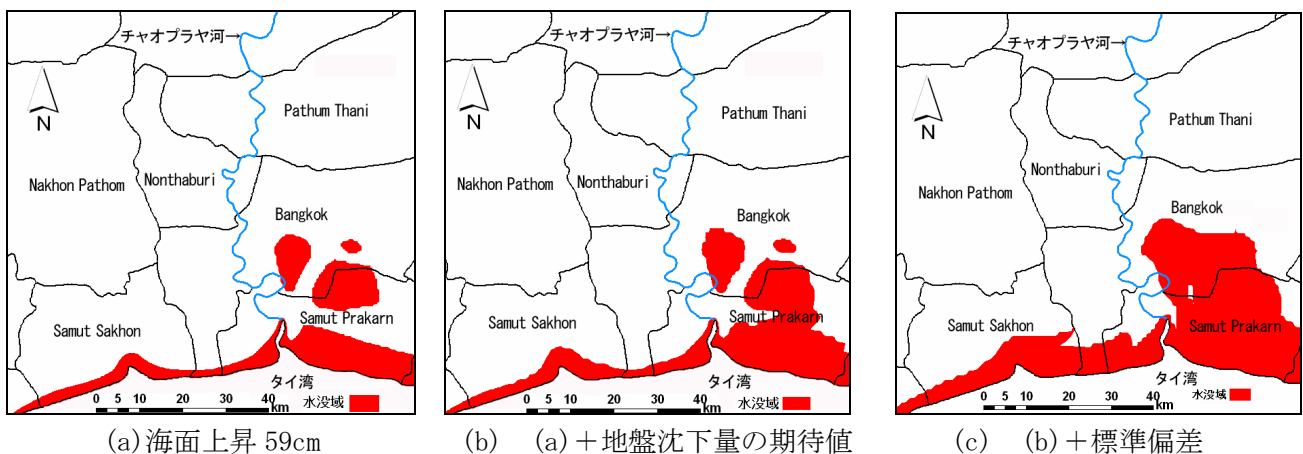 チャオプラヤ河→
N
Pathum Thani
Nakhon Pathom
Nonthaburi
Bangkok
Samut Sakhon
Samut Prakarn
タイ湾
0 5 10 20 30 40
km
水没域
(a)海面上昇 59cm
チャオプラヤ河→
N
Pathum Thani
Nakhon Pathom
Nonthaburi
Bangkok
Samut Sakhon
Samut Prakarn
タイ湾
0 5 10 20 30 40
km
水没域
(b) (a)+地盤沈下量の期待値
チャオプラヤ河→
N
Pathum Thani
Nakhon Pathom
Nonthaburi
Bangkok
Samut Sakhon
Samut Prakarn
タイ湾
0 5 10 20 30 40
km
水没域
(c) (b)+標準偏差